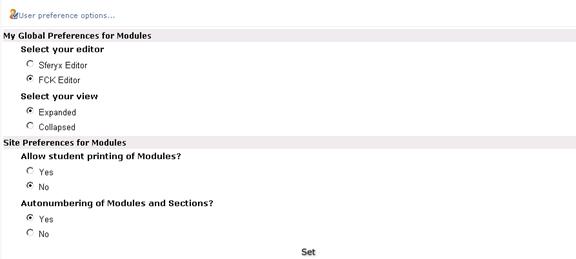 User preference options...
My Global Preferences for Modules
Select your editor
Sferyx Editor
FCK Editor
Select your view
Expanded
Collapsed
Site Preferences for Modules
Allow student printing of Modules?
Yes
No
Autonumbering of Modules and Sections?
Yes
No
Set